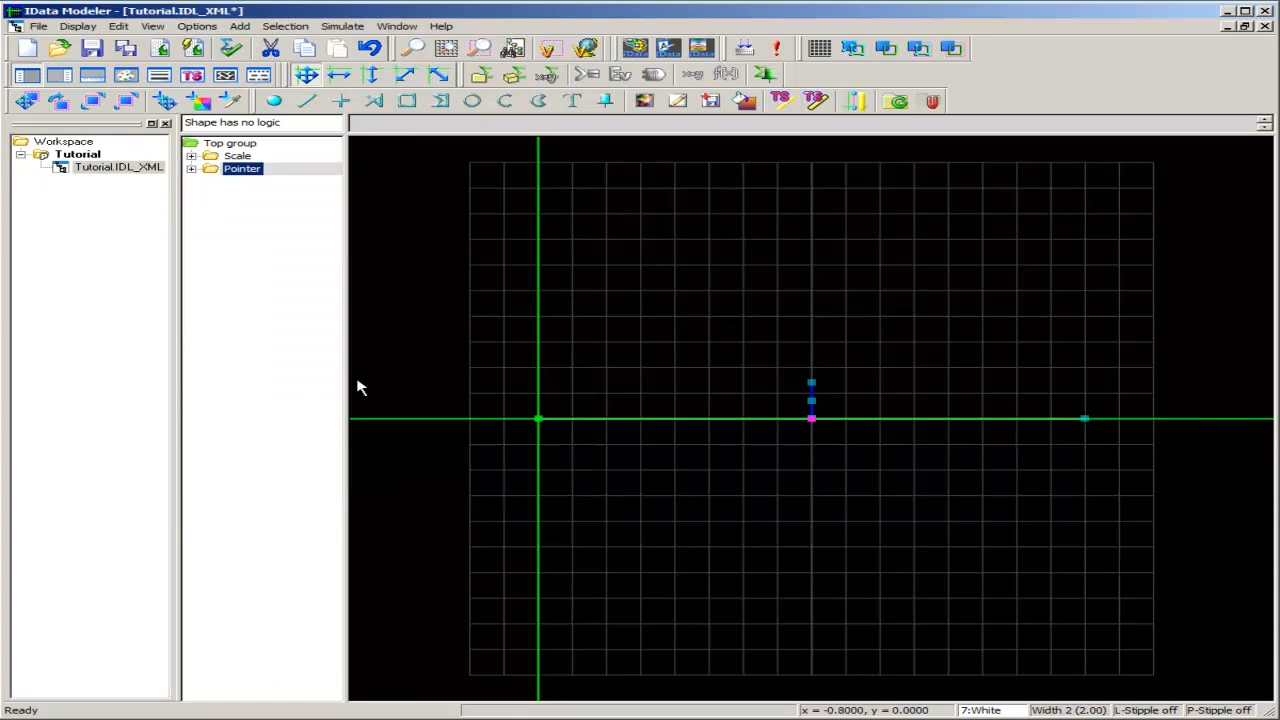 IData Modeler - [Tutorial.IDL_XML*]
File Display Edit View Options Add Selection Simulate Window Help
Shape has no logic
Workspace
Tutorial
Tutorial.IDL_XML
Top group
Scale
Pointer
Ready
x = -0.8000, y = 0.0000
7:White
Width 2 (2.00)
L-Stipple off
P-Stipple off